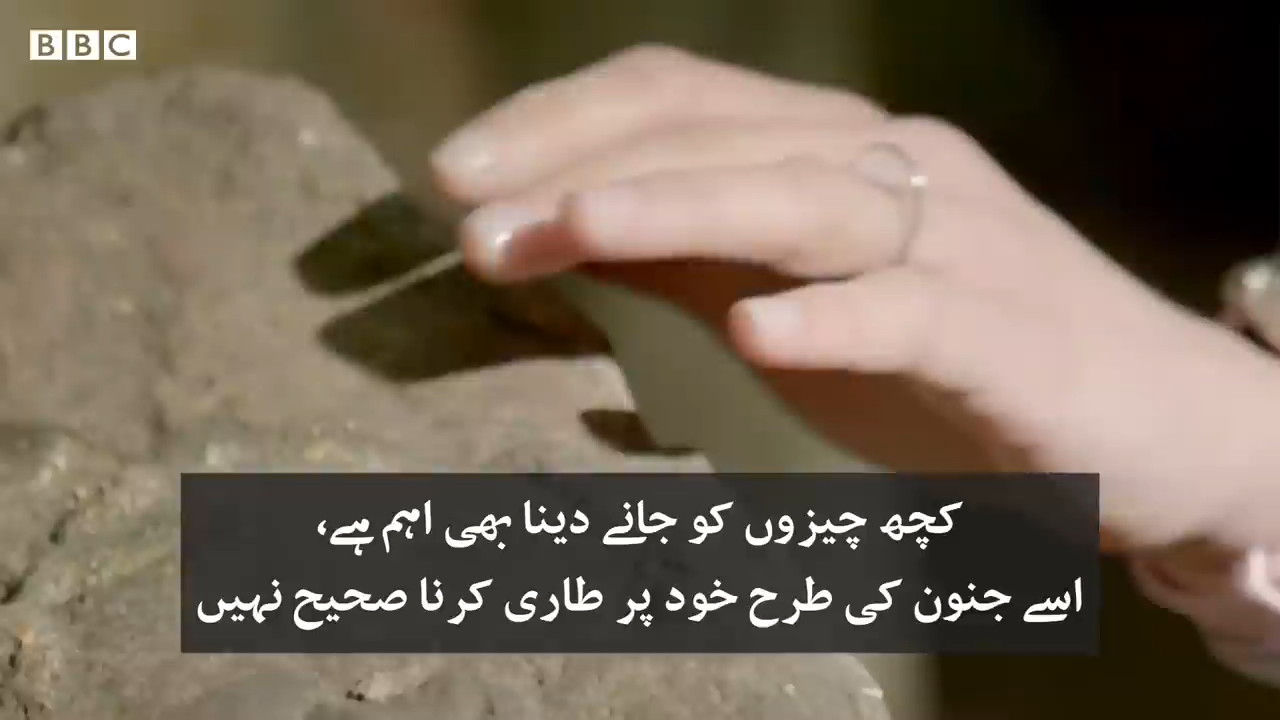 BBC
کچھ چیزوں کو جانے دینا بھی اہم ہے،
اسے جنون کی طرح خود پر طاری کرنا صحیح نہیں